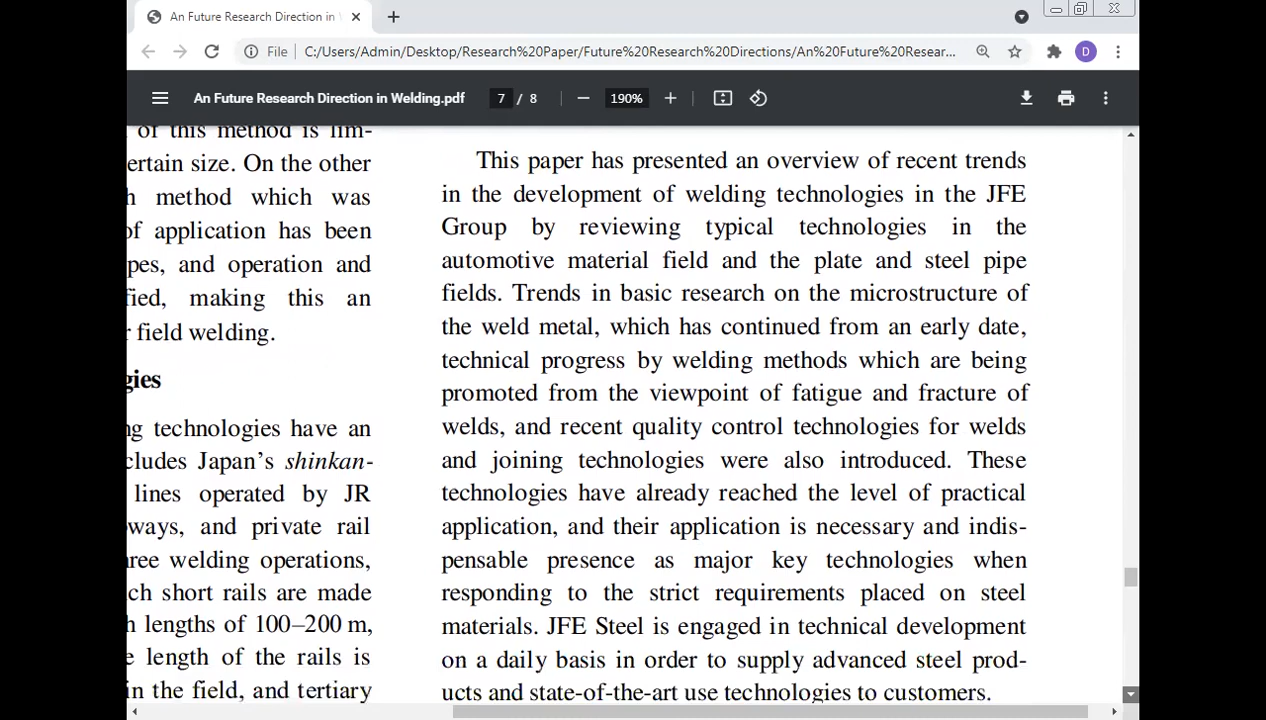 An Future Research Direction in
File C:/Users/Admin/Desktop/Research%20Paper/Future%20Research%20Directions/An%20Future%20Resear...
D
An Future Research Direction in Welding.pdf 7 / 8 190%
of this method is lim-
ertain size. On the other
h method which was
of application has been
pes, and operation and
fied, making this an
r field welding.
gies
ng technologies have an
cludes Japan's shinkan-
lines operated by JR
ways, and private rail
hree welding operations,
ch short rails are made
h lengths of 100–200 m,
e length of the rails is
in the field, and tertiary
This paper has presented an overview of recent trends
in the development of welding technologies in the JFE
Group by reviewing typical technologies in the
automotive material field and the plate and steel pipe
fields. Trends in basic research on the microstructure of
the weld metal, which has continued from an early date,
technical progress by welding methods which are being
promoted from the viewpoint of fatigue and fracture of
welds, and recent quality control technologies for welds
and joining technologies were also introduced. These
technologies have already reached the level of practical
application, and their application is necessary and indis-
pensable presence as major key technologies when
responding to the strict requirements placed on steel
materials. JFE Steel is engaged in technical development
on a daily basis in order to supply advanced steel prod-
ucts and state-of-the-art use technologies to customers.